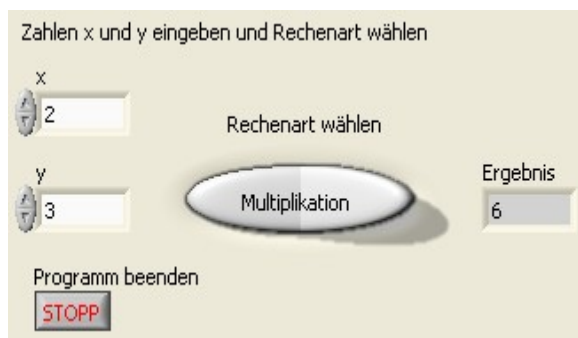 Zahlen x und y eingeben und Rechenart wählen
x
2
Rechenart wählen
y
3
Multiplikation
Ergebnis
6
Programm beenden
STOPP